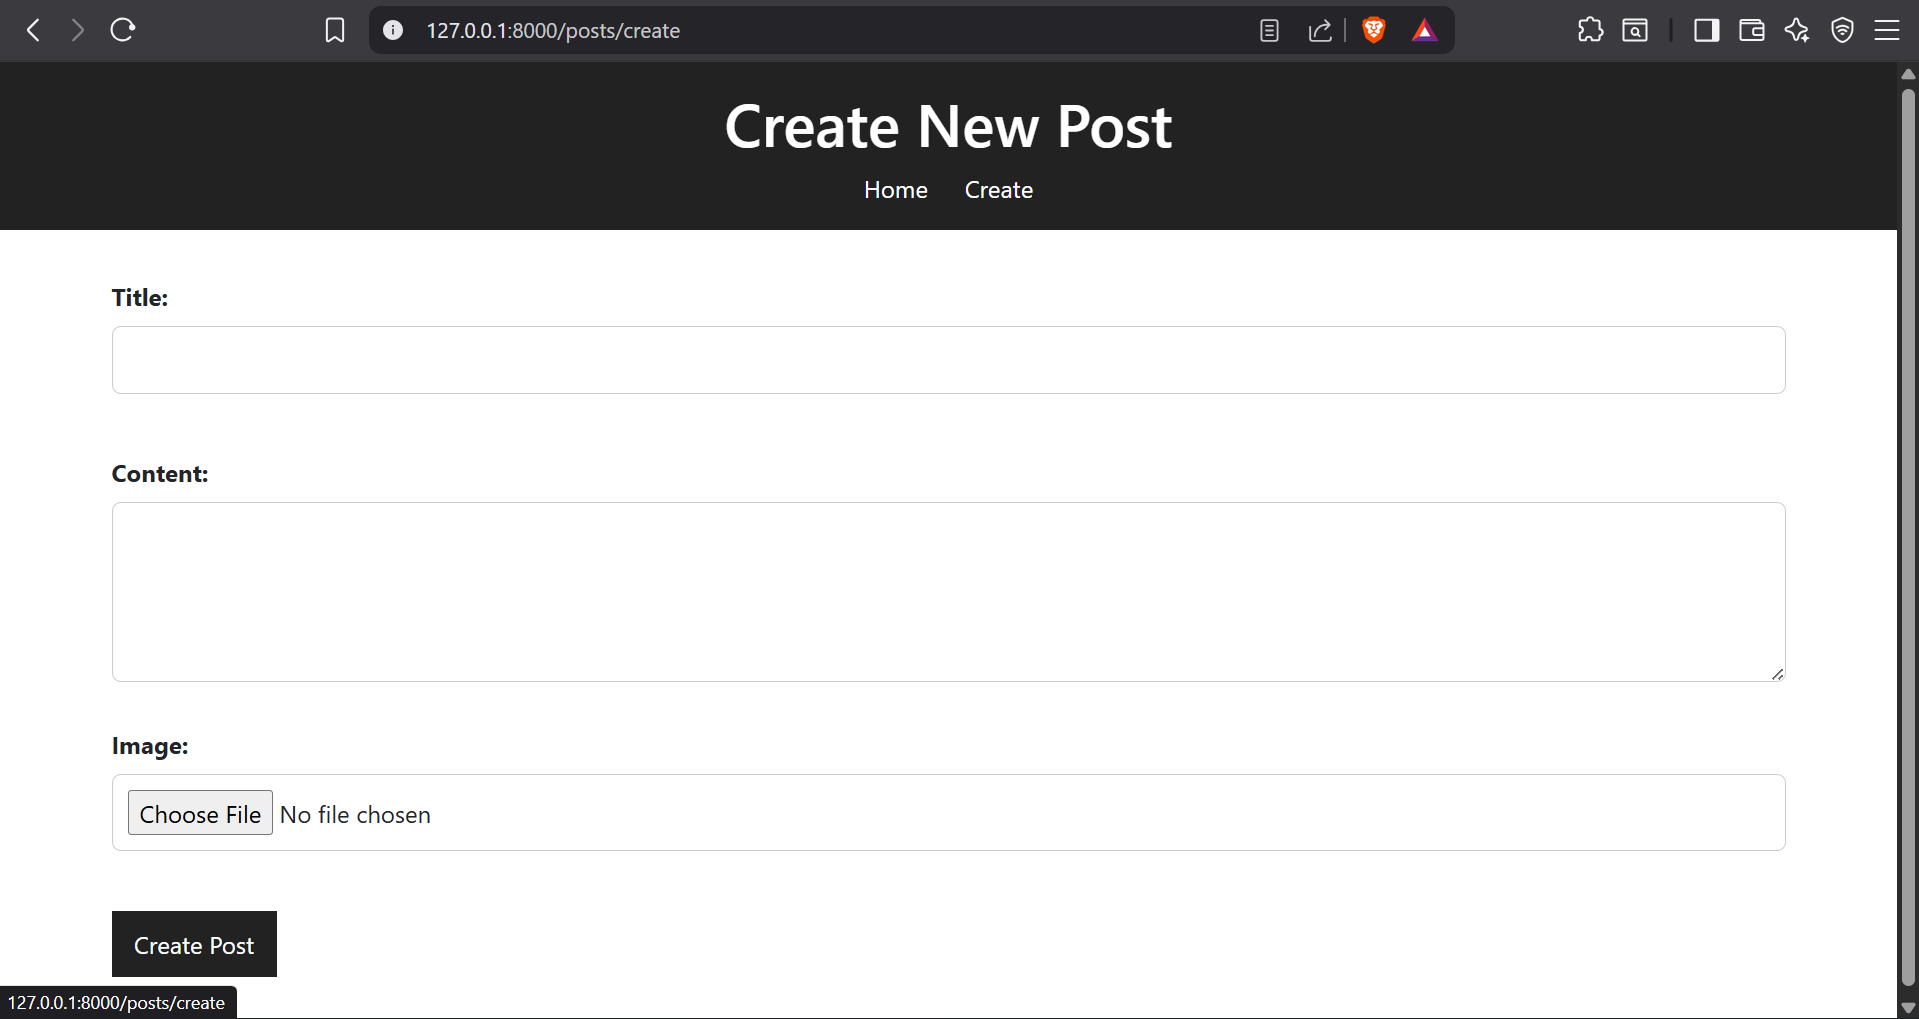 127.0.0.1:8000/posts/create
Create New Post
Home Create
Title:
Content:
Image:
Choose File No file chosen
Create Post
127.0.0.1:8000/posts/create